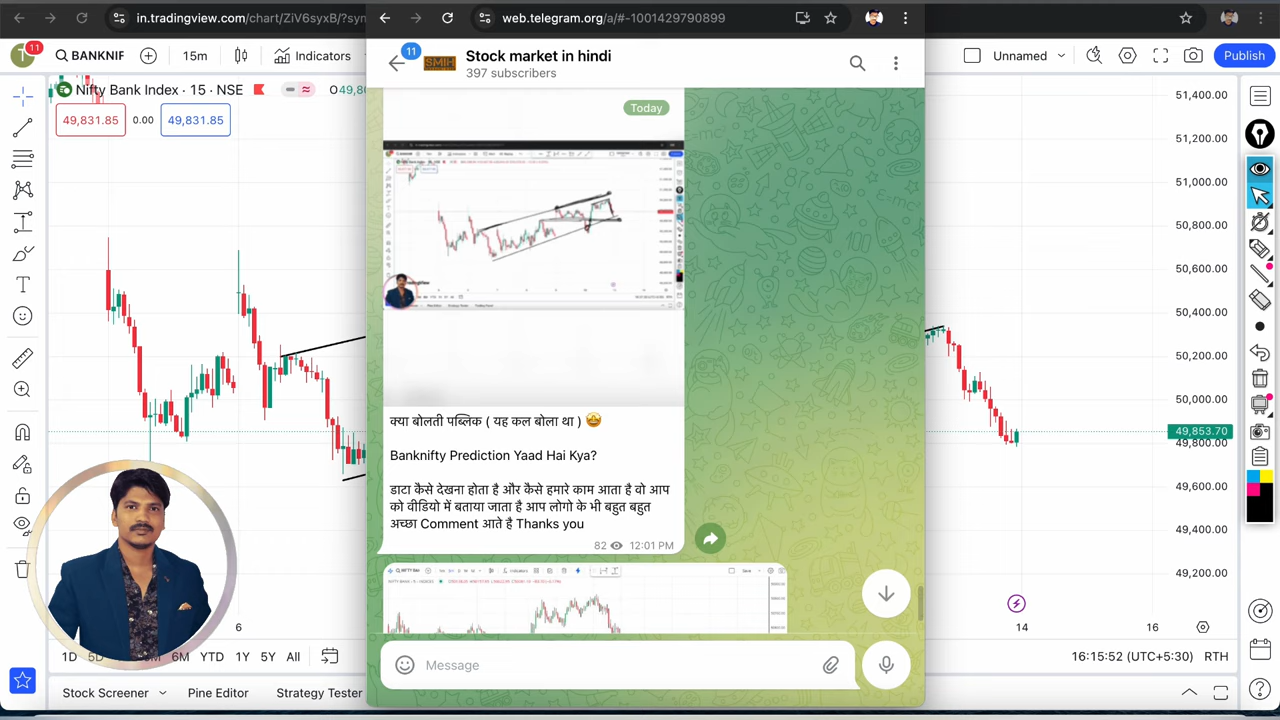 in.tradingview.com/chart/ZiV6syxB/?syn
web.telegram.org/a/#-1001429790899
11
BANKNIF
15m
Indicators
11
SMIH
Stock market in hindi
397 subscribers
Unnamed
Publish
Nifty Bank Index · 15 · NSE
O49,80
49,831.85
0.00
49,831.85
Today
क्या बोलती पब्लिक ( यह कल बोला था ) 🤩
Banknifty Prediction Yaad Hai Kya?
डाटा कैसे देखना होता है और कैसे हमारे काम आता है वो आप
को वीडियो में बताया जाता है आप लोगो के भी बहुत बहुत
अच्छा Comment आते है Thanks you
82
12:01 PM
Message
51,400.00
51,200.00
51,000.00
50,800.00
50,600.00
50,400.00
50,200.00
50,000.00
49,853.70
49,800.00
49,600.00
49,400.00
6
14
16
1D
5D
6M
YTD
1Y
5Y
All
16:15:52 (UTC+5:30)
RTH
Stock Screener
Pine Editor
Strategy Tester